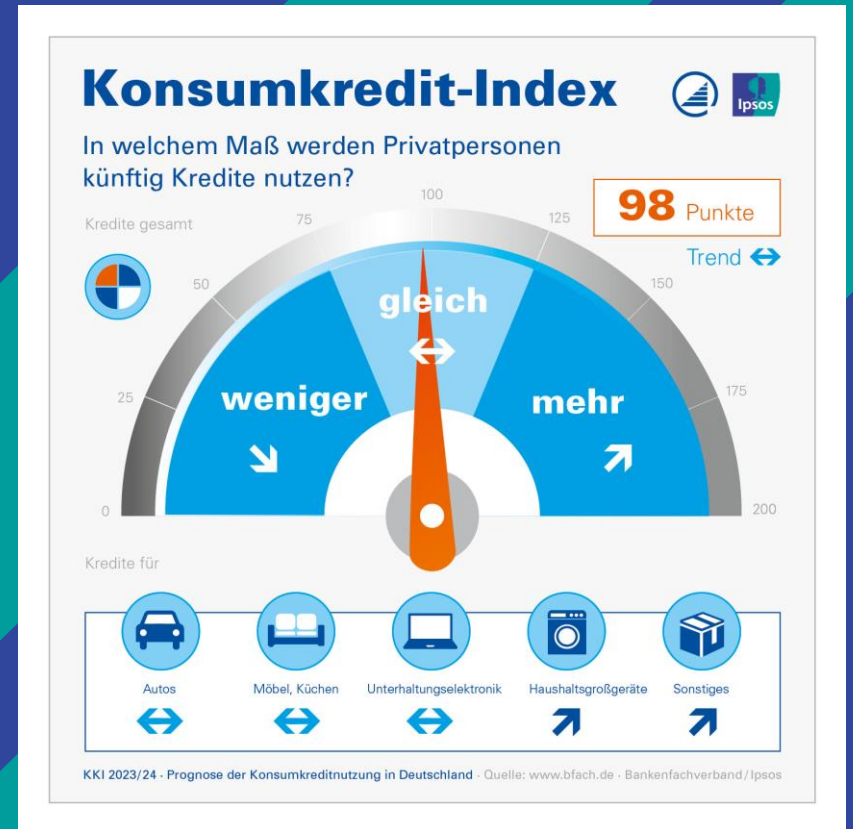 Konsumkredit-Index
Ipsos
In welchem Maß werden Privatpersonen
künftig Kredite nutzen?
98 Punkte
Trend
Kredite gesamt
0
25
50
75
100
125
150
175
200
weniger
gleich
mehr
Kredite für
Autos
Möbel, Küchen
Unterhaltungselektronik
Haushaltsgroßgeräte
Sonstiges
KKI 2023/24 · Prognose der Konsumkreditnutzung in Deutschland · Quelle: www.bfach.de · Bankenfachverband/Ipsos